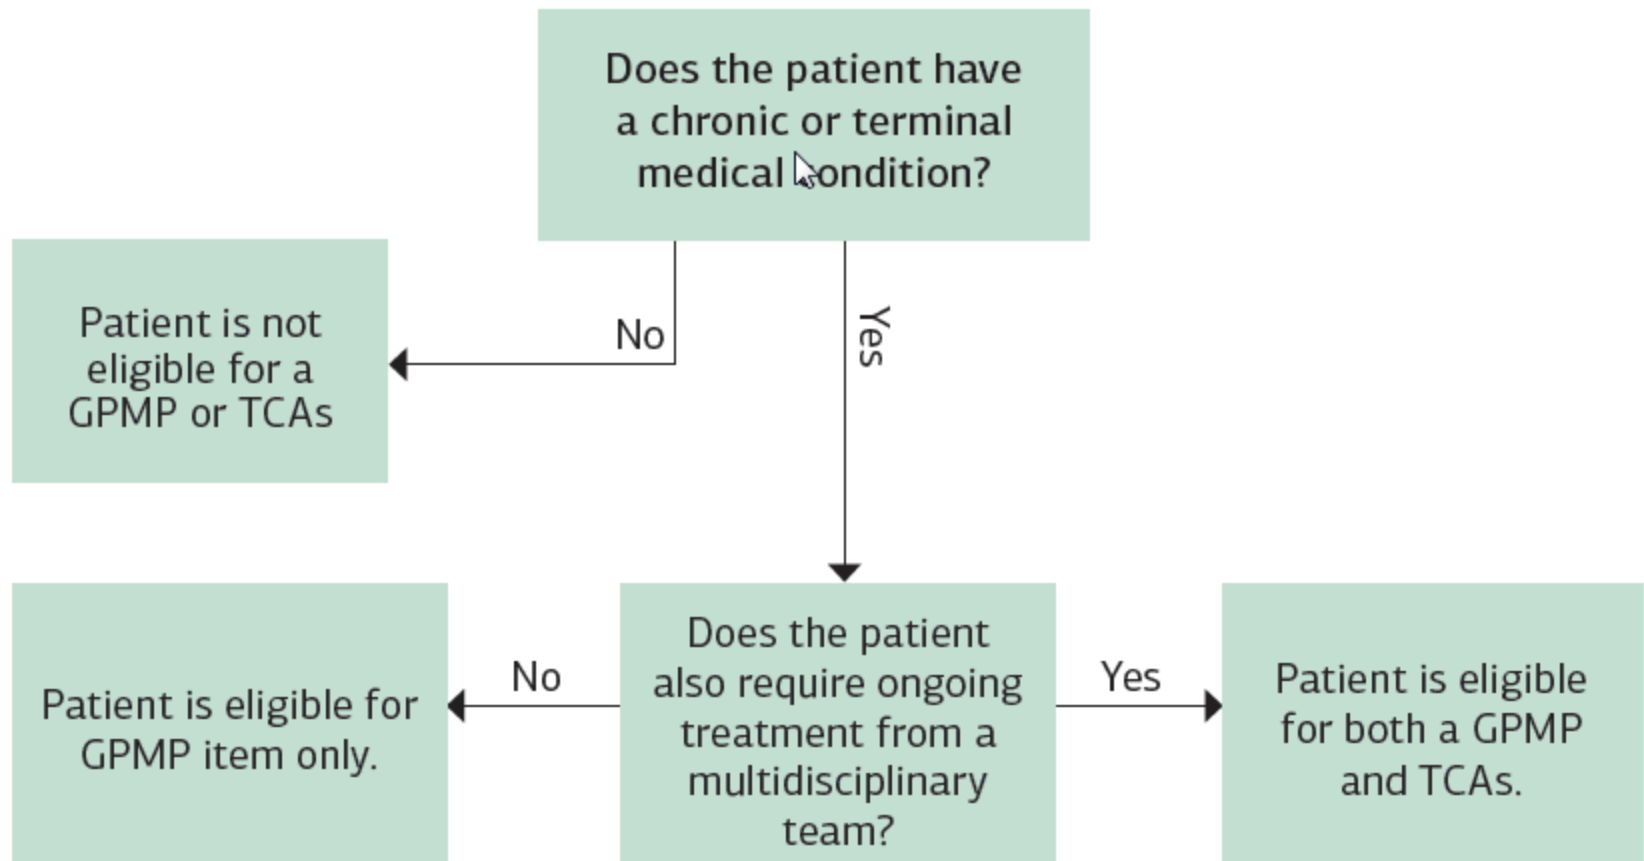 Does the patient have
a chronic or terminal
medical condition?
No
Yes
Patient is not
eligible for a
GPMP or TCAs
Patient is eligible for
GPMP item only.
No
Does the patient
also require ongoing
treatment from a
multidisciplinary
team?
Yes
Patient is eligible
for both a GPMP
and TCAs.